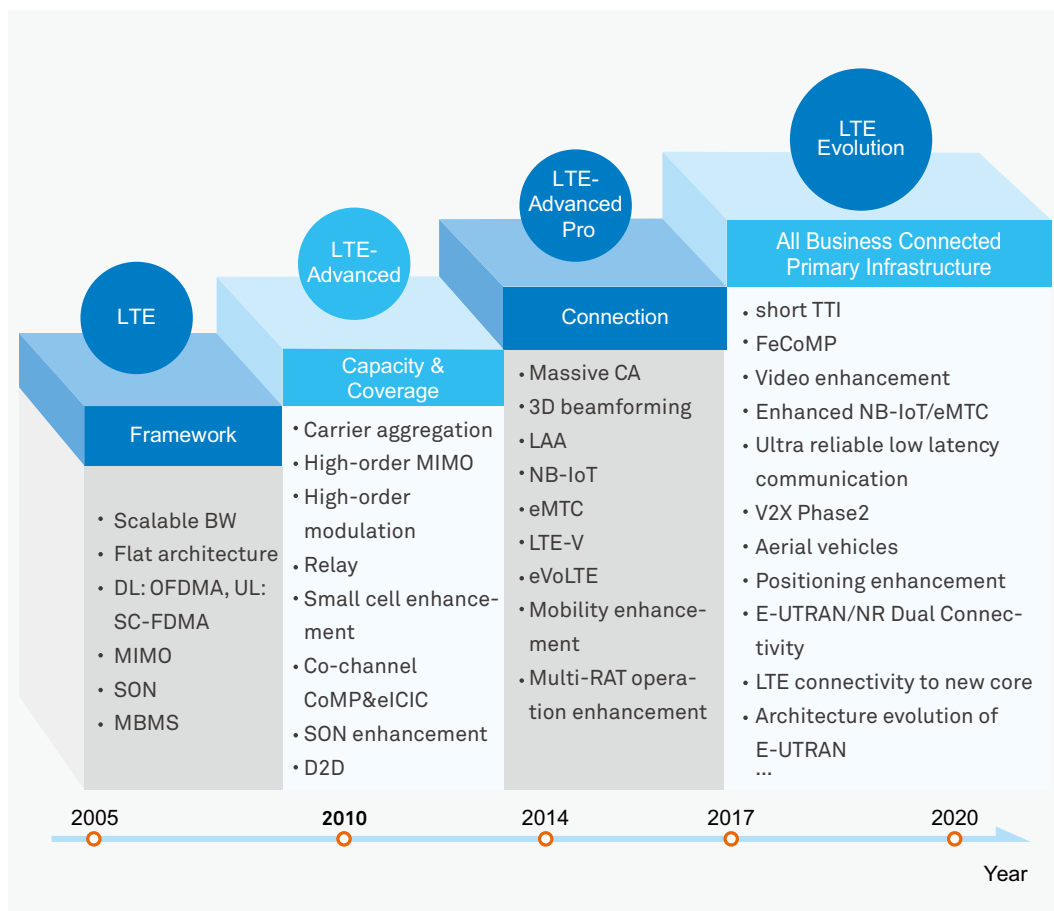 LTE
Framework
• Scalable BW
• Flat architecture
• DL: OFDMA, UL:
SC-FDMA
• MIMO
• SON
• MBMS
LTE-
Advanced
Capacity &
Coverage
• Carrier aggregation
• High-order MIMO
• High-order
modulation
• Relay
• Small cell enhance-
ment
• Co-channel
CoMP&eICIC
• SON enhancement
• D2D
LTE-
Advanced
Pro
Connection
• Massive CA
• 3D beamforming
• LAA
• NB-IoT
• eMTC
• LTE-V
• eVoLTE
• Mobility enhance-
ment
• Multi-RAT opera-
tion enhancement
LTE
Evolution
All Business Connected
Primary Infrastructure
• short TTI
• FeCoMP
• Video enhancement
• Enhanced NB-IoT/eMTC
• Ultra reliable low latency
communication
• V2X Phase2
• Aerial vehicles
• Positioning enhancement
• E-UTRAN/NR Dual Connec-
tivity
• LTE connectivity to new core
• Architecture evolution of
E-UTRAN
...
2005
2010
2014
2017
2020
Year